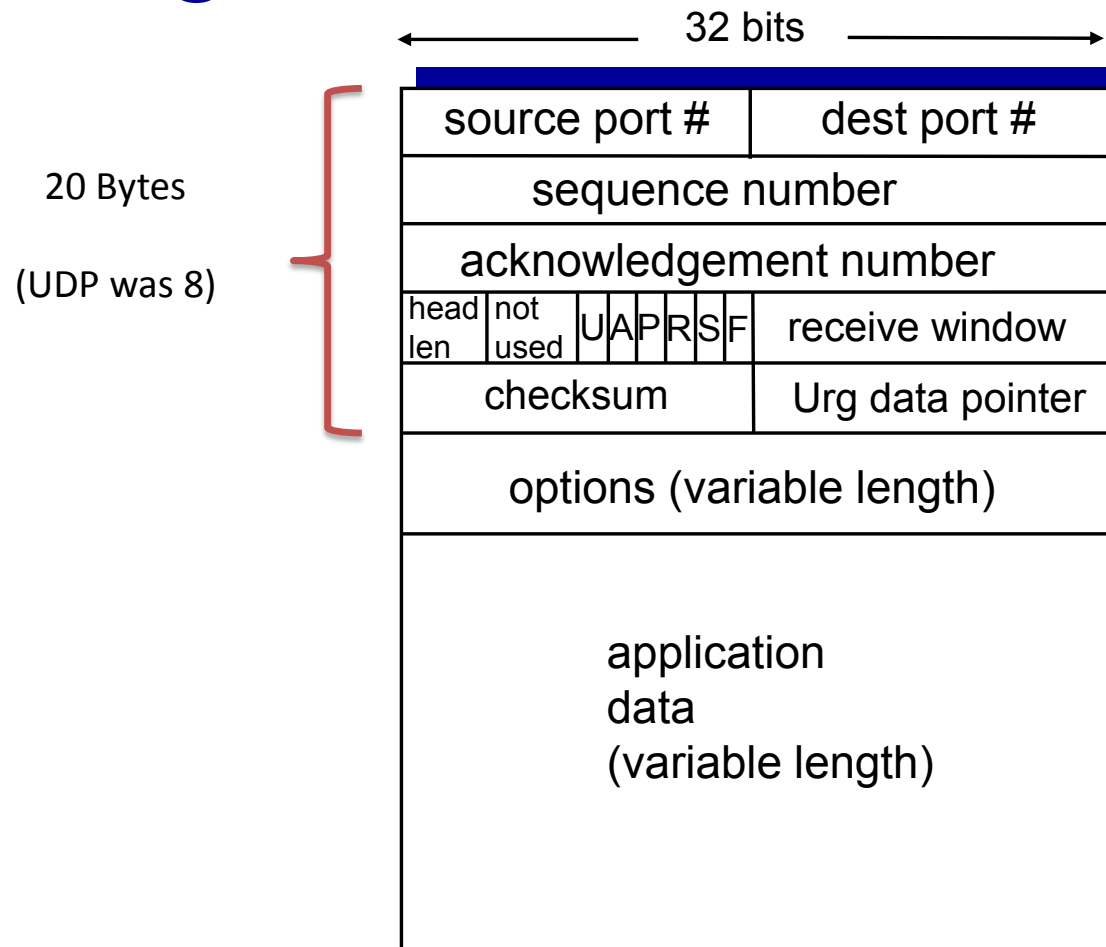 32 bits
source port #
dest port #
20 Bytes
sequence number
(UDP was 8)
acknowledgement number
head
len
not
used
U
A
P
R
S
F
receive window
checksum
Urg data pointer
options (variable length)
application
data
(variable length)